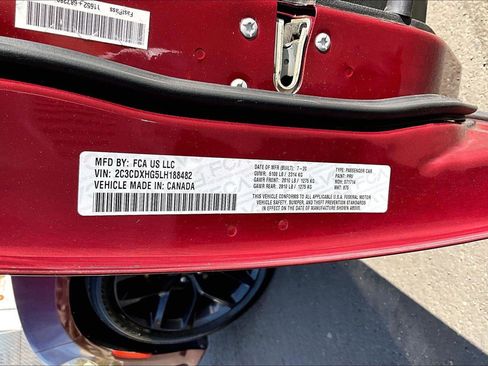 FastPass
MFD BY: FCA US LLC
VIN: 2C3CDXHG5LH188482
VEHICLE MADE IN: CANADA
DATE OF MFR (BUILT): 7-20
GVWR: 5100 LB / 2314 KG
GAWR FRONT: 2810 LB / 1275 KG
GAWR REAR: 2810 LB / 1275 KG
TYPE: PASSENGER CAR
PAINT: PRV
MDH: 071714
THIS VEHICLE CONFORMS TO ALL APPLICABLE U.S.A. FEDERAL MOTOR
VEHICLE SAFETY, BUMPER, AND THEFT PREVENTION STANDARDS
IN EFFECT ON THE DATE OF MANUFACTURE SHOWN ABOVE